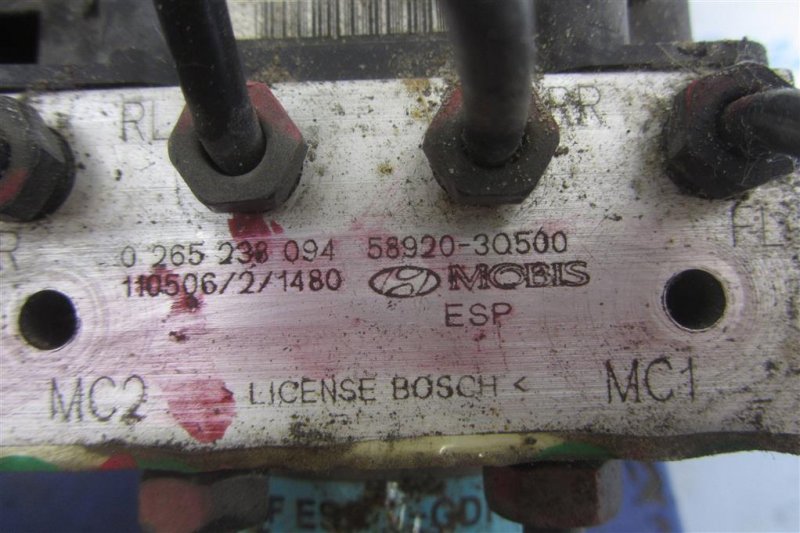 RL RR
FL
0 265 238 094 58920-3Q500
110506/2/1480 MOBIS
ESP
MC2 > LICENSE BOSCH < MC1